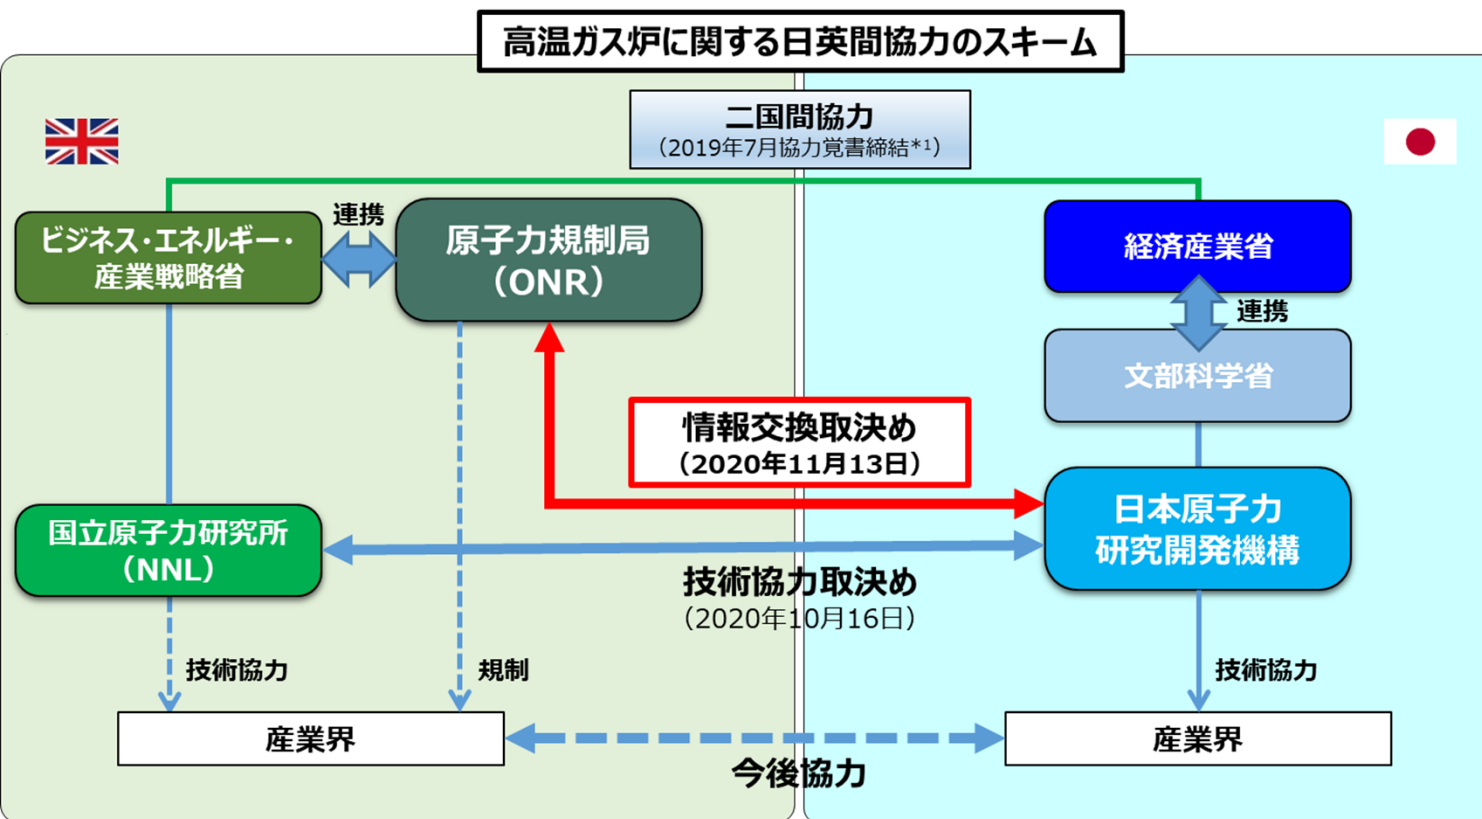 高温ガス炉に関する日英間協力のスキーム
二国間協力
（2019年7月協力覚書締結*1）
ビジネス・エネルギー・
産業戦略省
連携
原子力規制局
（ONR）
経済産業省
連携
文部科学省
情報交換取決め
（2020年11月13日）
国立原子力研究所
（NNL）
日本原子力
研究開発機構
技術協力取決め
（2020年10月16日）
技術協力
規制
技術協力
産業界
産業界
今後協力